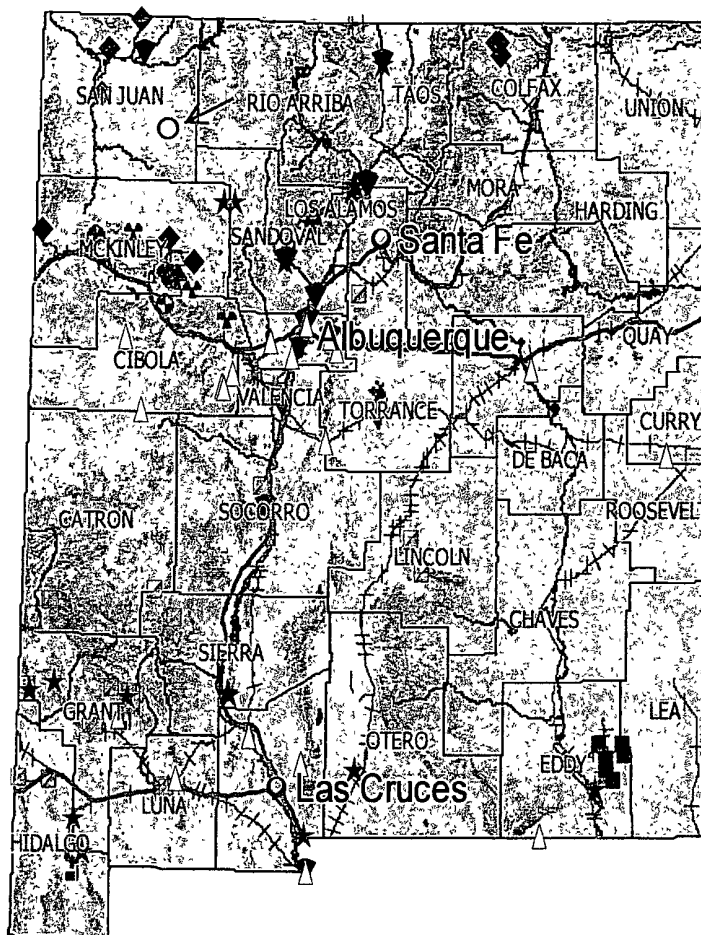 SAN JUAN
RIO ARRIBA
TAOS
COLFAX
UNION
MORA
HARDING
LOS ALAMOS
SANDOVAL
MCKINLEY
Santa Fe
Albuquerque
QUAY
CIBOLA
VALENCIA
TORRANCE
CURRY
DE BACA
CATRON
SOCORRO
ROOSEVEL
LINCOLN
CHAVES
SIERRA
GRANT
LEA
OTERO
EDDY
Las Cruces
LUNA
HIDALGO